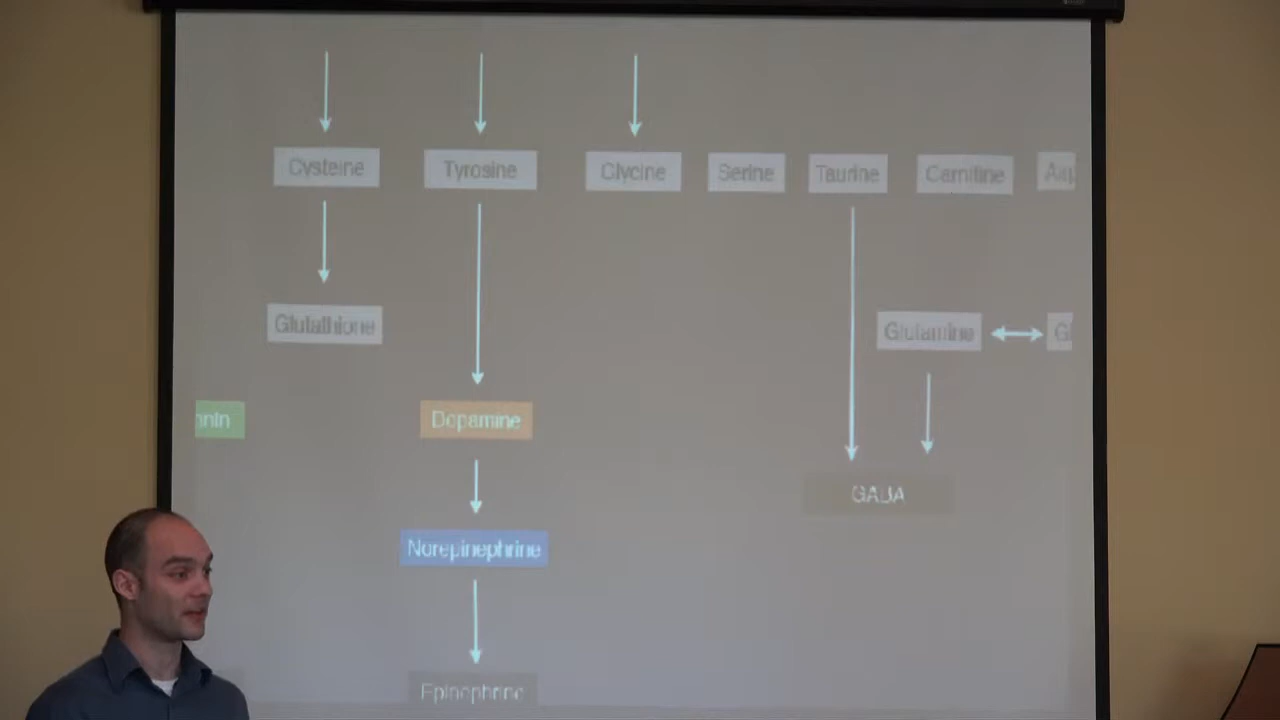 Cysteine
Tyrosine
Glycine
Serine
Taurine
Carnitine
Glutathione
Glutamine
Dopamine
GABA
Norepinephrine
Epinephrine